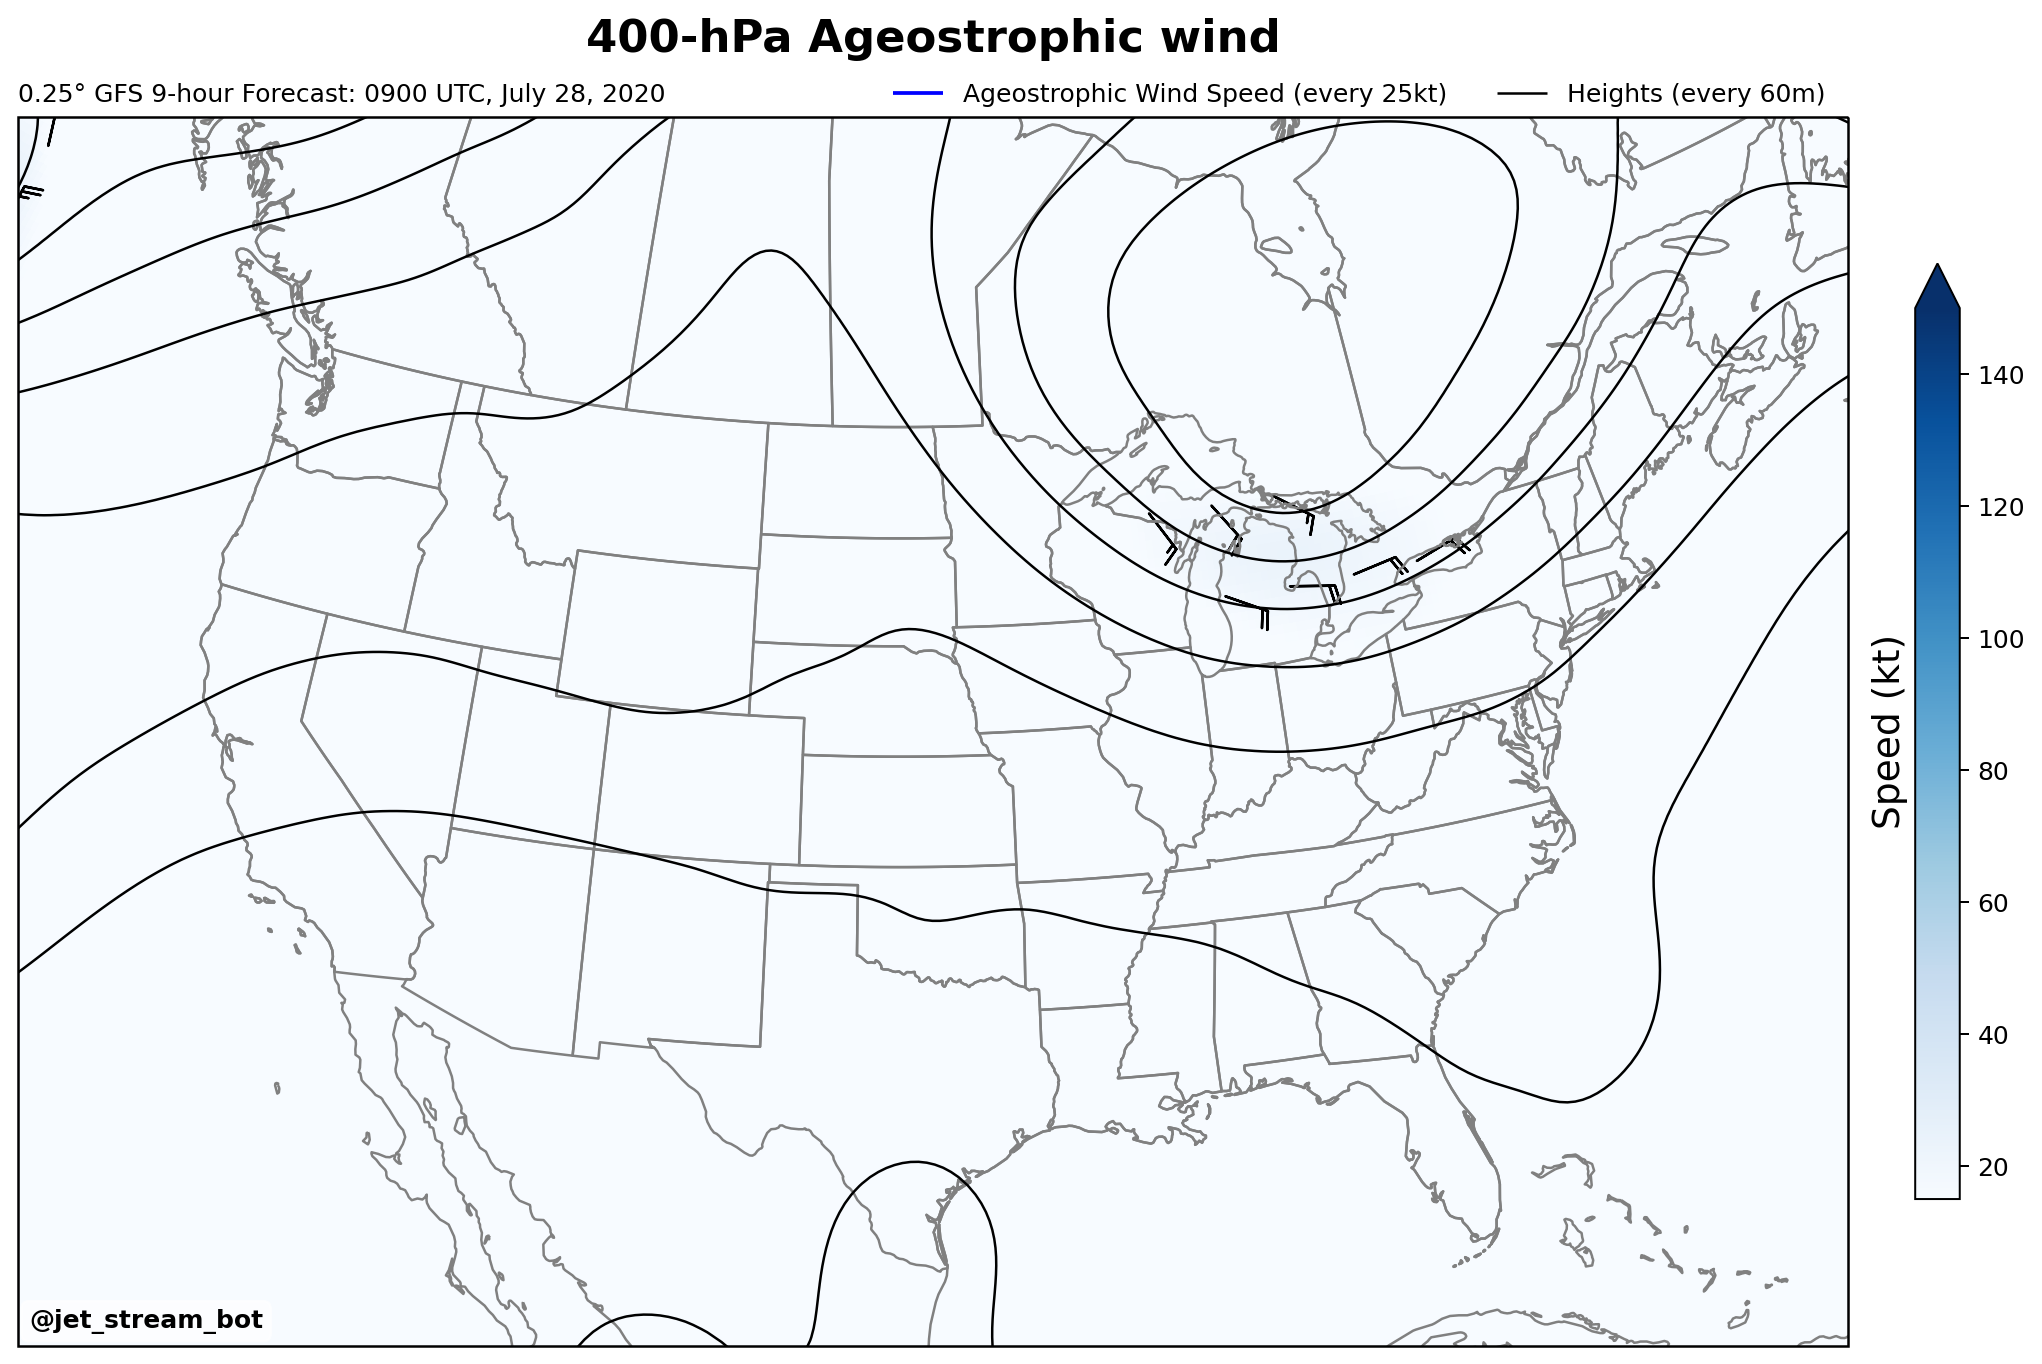 400-hPa Ageostrophic wind
0.25° GFS 9-hour Forecast: 0900 UTC, July 28, 2020
Ageostrophic Wind Speed (every 25kt)
Heights (every 60m)
140
120
100
80
60
40
20
Speed (kt)
@jet_stream_bot